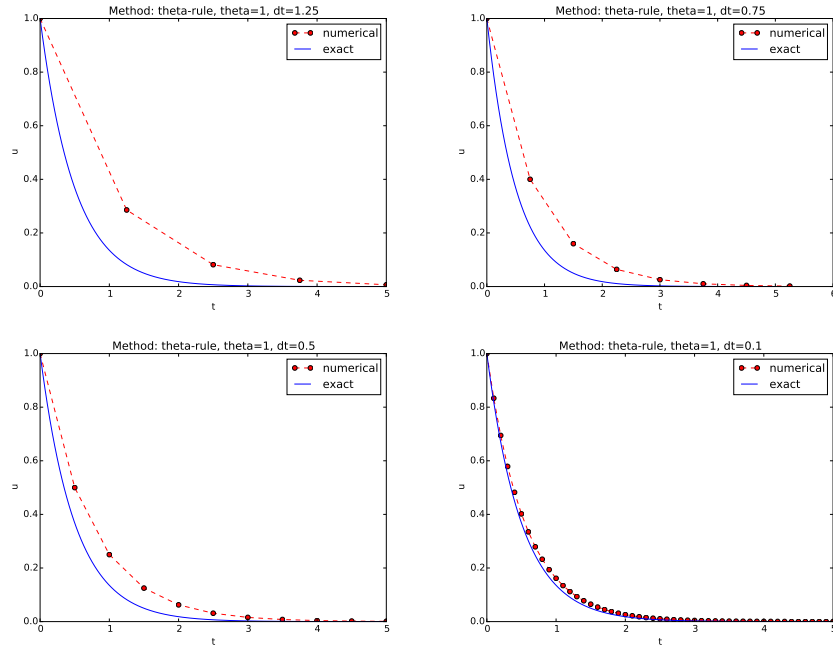 Method: theta-rule, theta=1, dt=1.25
numerical
exact
u
1.0
0.8
0.6
0.4
0.2
0.0
0 1 2 3 4 5
t
Method: theta-rule, theta=1, dt=0.75
numerical
exact
u
1.0
0.8
0.6
0.4
0.2
0.0
0 1 2 3 4 5 6
t
Method: theta-rule, theta=1, dt=0.5
numerical
exact
u
1.0
0.8
0.6
0.4
0.2
0.0
0 1 2 3 4 5
t
Method: theta-rule, theta=1, dt=0.1
numerical
exact
u
1.0
0.8
0.6
0.4
0.2
0.0
0 1 2 3 4 5
t